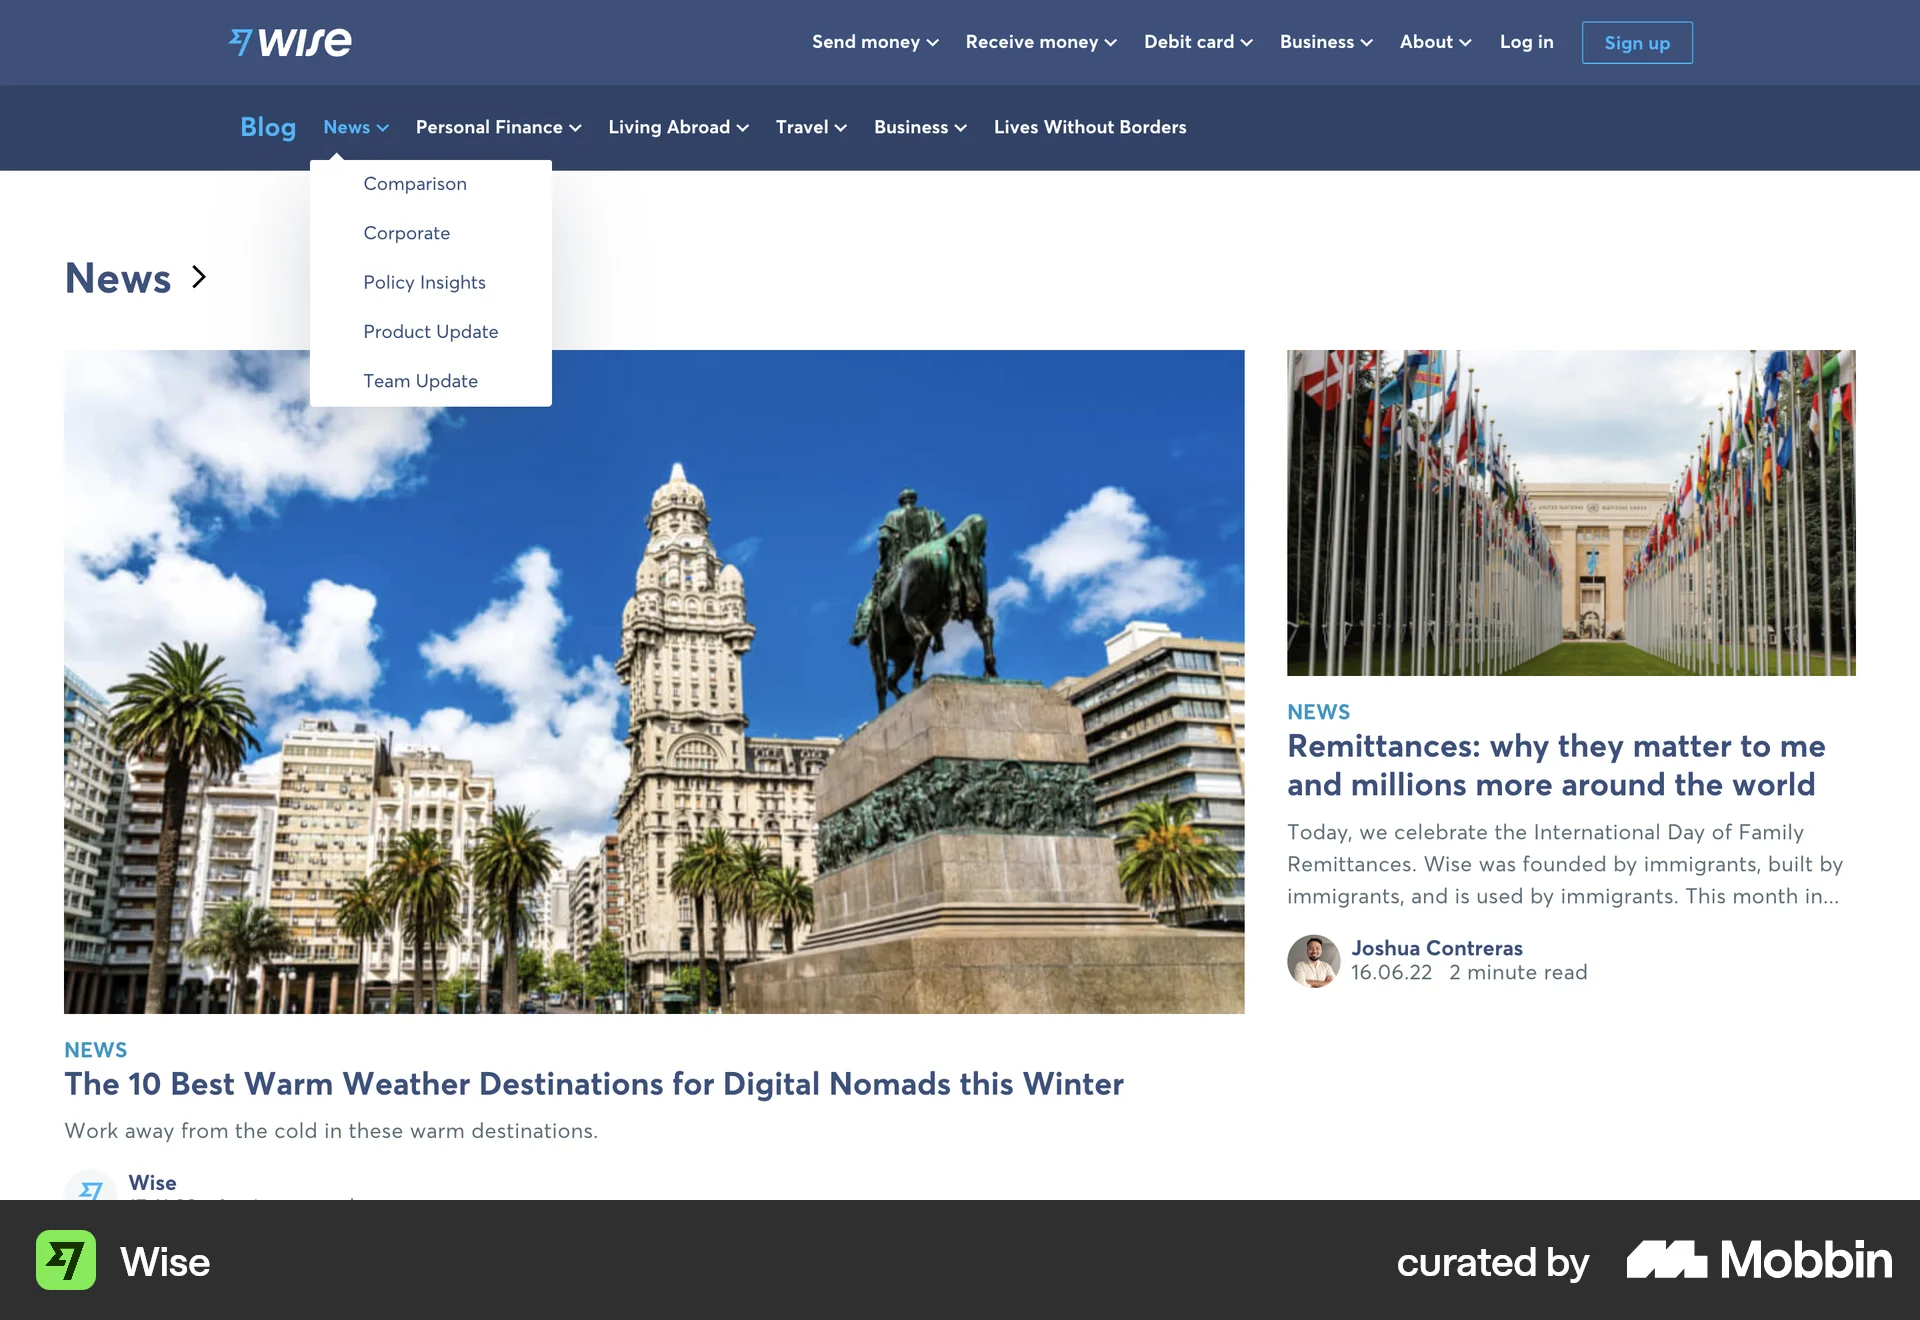 wise
Send money
Receive money
Debit card
Business
About
Log in
Sign up
Blog
News
Personal Finance
Living Abroad
Travel
Business
Lives Without Borders
Comparison
Corporate
Policy Insights
Product Update
Team Update
News
UNITED NATIONS
NATIONS UNIES
NEWS
Remittances: why they matter to me
and millions more around the world
Today, we celebrate the International Day of Family
Remittances. Wise was founded by immigrants, built by
immigrants, and is used by immigrants. This month in...
Joshua Contreras
16.06.22 2 minute read
NEWS
The 10 Best Warm Weather Destinations for Digital Nomads this Winter
Work away from the cold in these warm destinations.
Wise
Wise
curated by
Mobbin